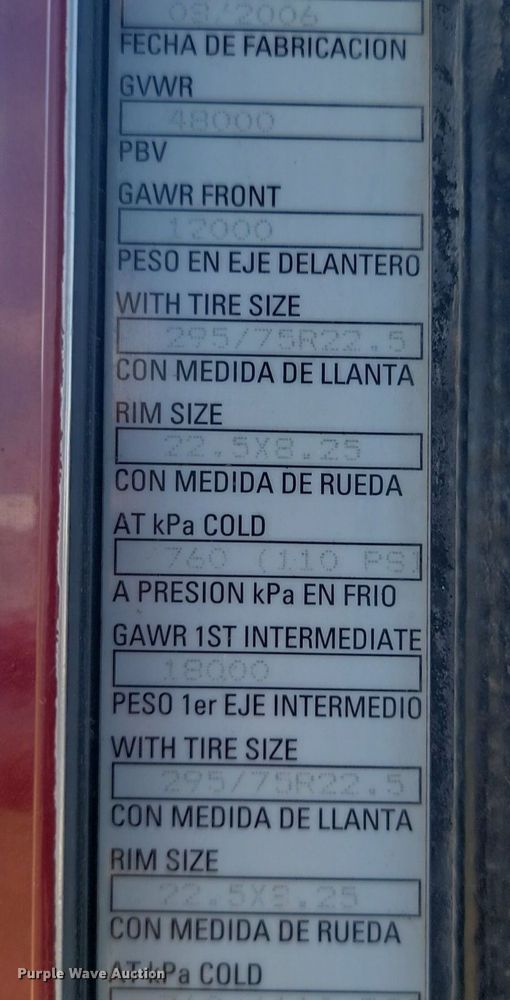 08/2006
FECHA DE FABRICACION
GVWR
48000
PBV
GAWR FRONT
12000
PESO EN EJE DELANTERO
WITH TIRE SIZE
295/75R22.5
CON MEDIDA DE LLANTA
RIM SIZE
22.5X8.25
CON MEDIDA DE RUEDA
AT kPa COLD
760 (110 PSI
A PRESION kPa EN FRIO
GAWR 1ST INTERMEDIATE
18000
PESO 1er EJE INTERMEDIO
WITH TIRE SIZE
295/75R22.5
CON MEDIDA DE LLANTA
RIM SIZE
22.5X8.25
CON MEDIDA DE RUEDA
AT kPa COLD
Purple Wave Auction